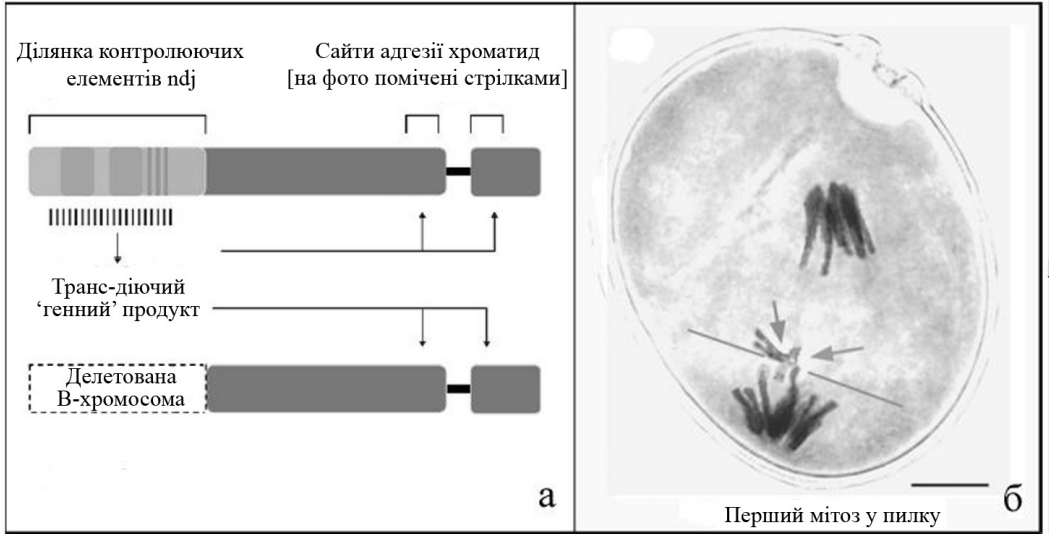 Ділянка контролюючих
елементів ndj
Сайти адгезії хроматид
[на фото помічені стрілками]
Транс-діючий
‘генний’ продукт
Делетована
В-хромосома
а
б
Перший мітоз у пилку